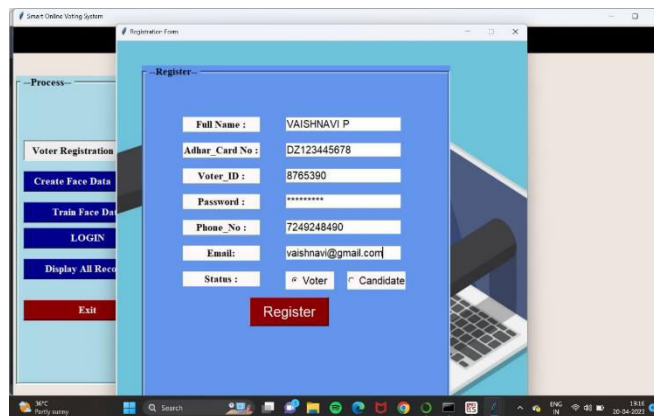 Smart Online Voting System
Registration Form
--Process--
Voter Registration
Create Face Data
Train Face Da
LOGIN
Display All Reco
Exit
--Register--
Full Name : VAISHNAVI P
Adhar_Card No : DZ123445678
Voter_ID : 8765390
Password : *********
Phone_No : 7249248490
Email: vaishnavi@gmail.com
Status : Voter Candidate
Register
36°C
Partly sunny
Search
ENG
IN
13:16
20-04-2023